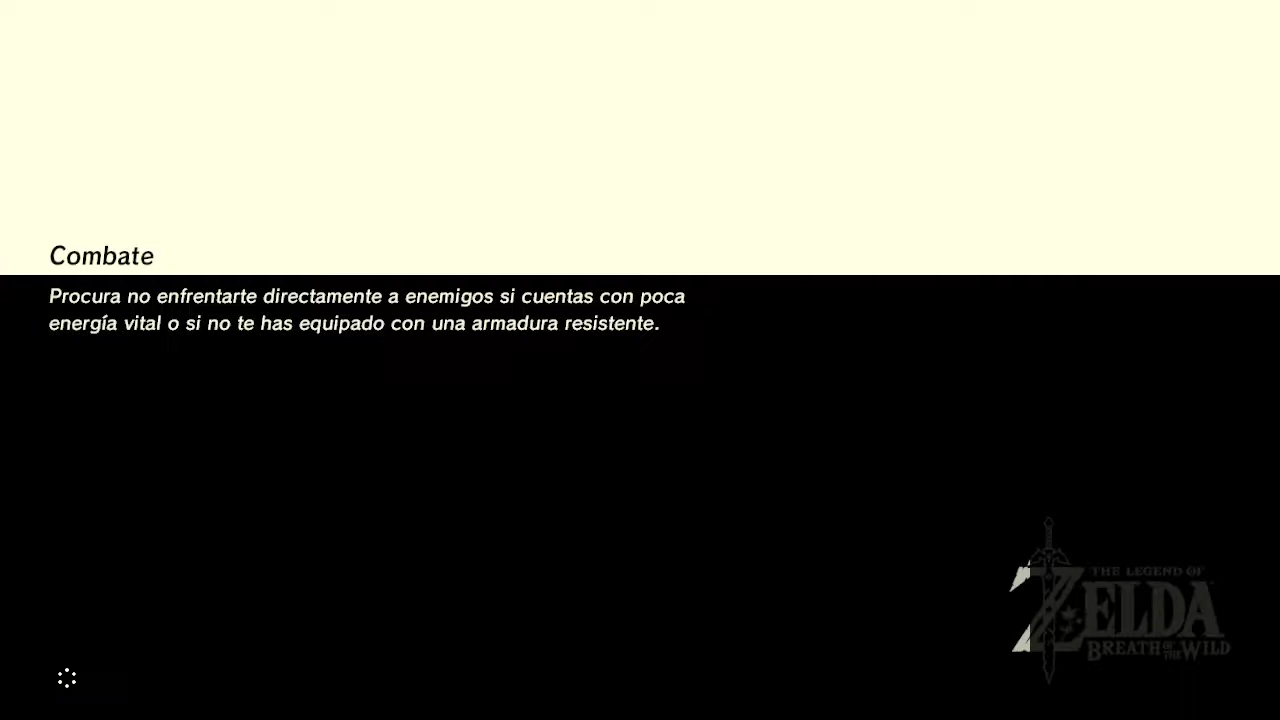 Combate
Procura no enfrentarte directamente a enemigos si cuentas con poca
energía vital o si no te has equipado con una armadura resistente.
THE LEGEND OF
ZELDA
BREATH OF THE WILD